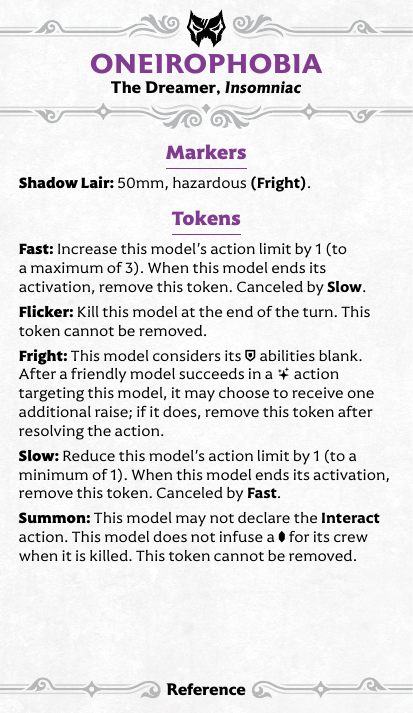 ONEIROPHOBIA
The Dreamer, Insomniac
Markers
Shadow Lair: 50mm, hazardous (Fright).
Tokens
Fast: Increase this model's action limit by 1 (to
a maximum of 3). When this model ends its
activation, remove this token. Canceled by Slow.
Flicker: Kill this model at the end of the turn. This
token cannot be removed.
Fright: This model considers its abilities blank.
After a friendly model succeeds in a action
targeting this model, it may choose to receive one
additional raise; if it does, remove this token after
resolving the action.
Slow: Reduce this model's action limit by 1 (to a
minimum of 1). When this model ends its activation,
remove this token. Canceled by Fast.
Summon: This model may not declare the Interact
action. This model does not infuse a for its crew
when it is killed. This token cannot be removed.
Reference